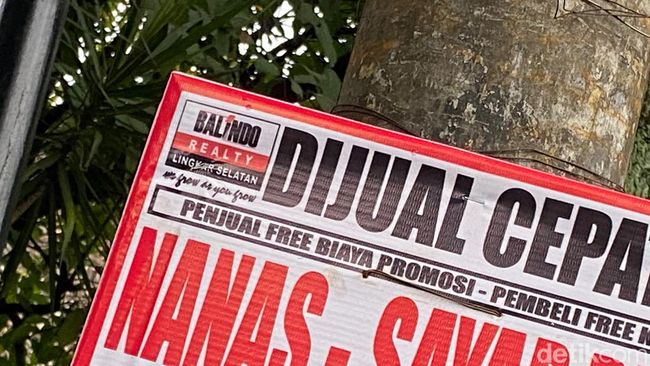 BALINDO
REALTY
LINGKAR SELATAN
we grow as you grow
DIJUAL CEPA
PENJUAL FREE BIAYA PROMOSI - PEMBELI FREE K
NANAS - SAYA
detikcom